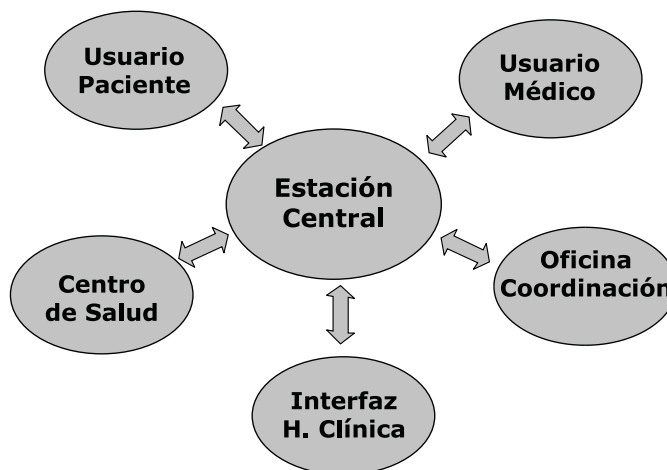 Usuario
Paciente
Usuario
Médico
Estación
Central
Centro
de Salud
Oficina
Coordinación
Interfaz
H. Clínica